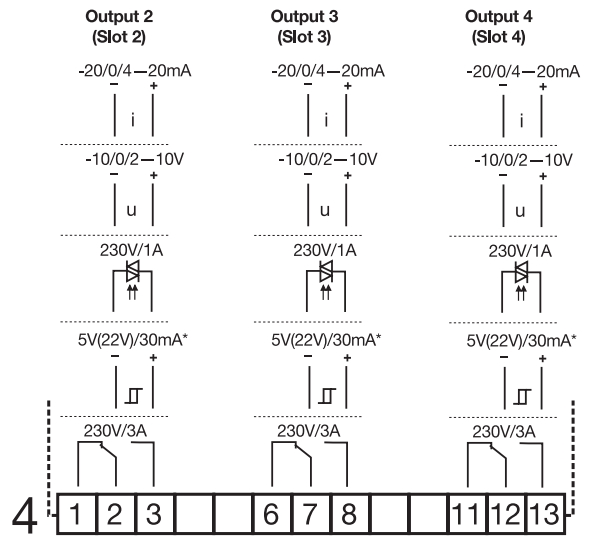 Output 2 Output 3 Output 4
(Slot 2) (Slot 3) (Slot 4)
-20/0/4—20mA -20/0/4—20mA -20/0/4—20mA
− + − + − +
i i i
-10/0/2—10V -10/0/2—10V -10/0/2—10V
− + − + − +
u u u
230V/1A 230V/1A 230V/1A
5V(22V)/30mA* 5V(22V)/30mA* 5V(22V)/30mA*
− + − + − +
230V/3A 230V/3A 230V/3A
4 1 2 3 6 7 8 11 12 13